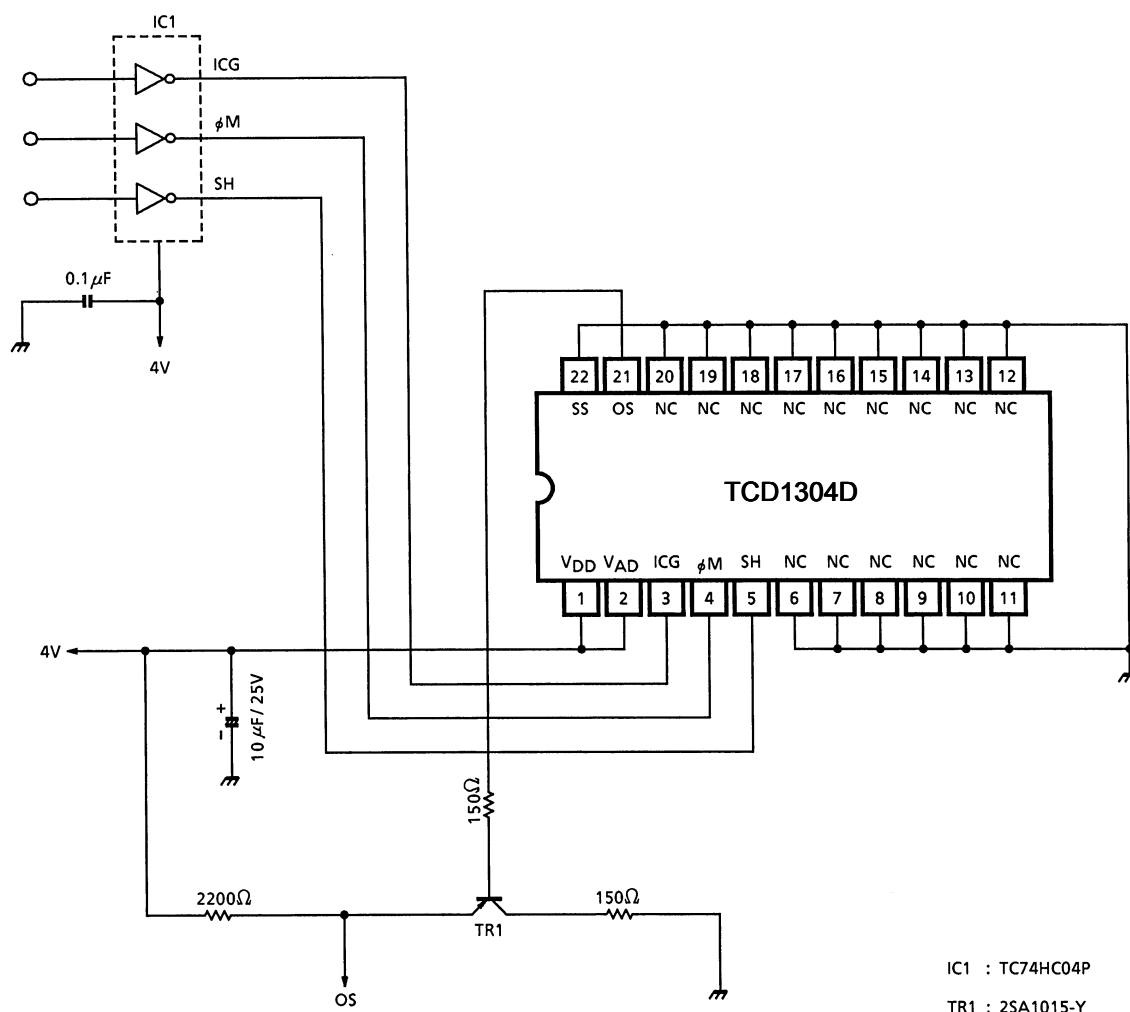 IC1
ICG
φM
SH
0.1μF
4V
22 21 20 19 18 17 16 15 14 13 12
SS OS NC NC NC NC NC NC NC NC NC
TCD1304D
VDD VAD ICG φM SH NC NC NC NC NC NC
1 2 3 4 5 6 7 8 9 10 11
4V
+
−
10 μF/25V
150Ω
2200Ω
150Ω
TR1
OS
IC1 : TC74HC04P
TR1 : 2SA1015-Y